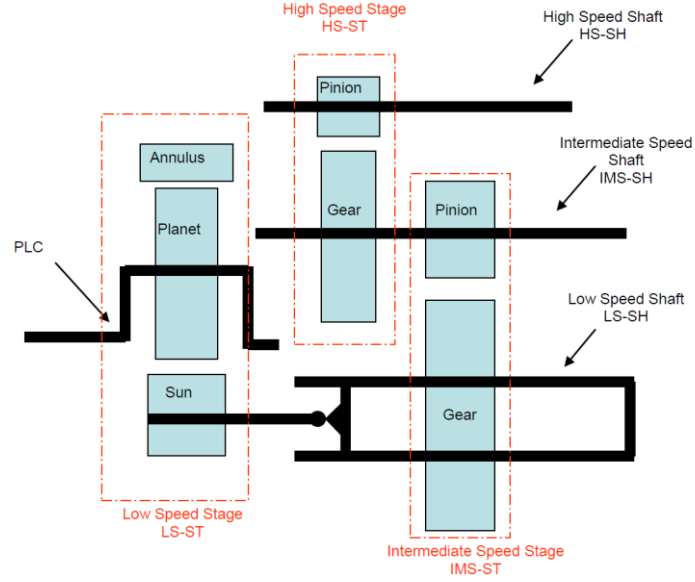 High Speed Stage
HS-ST
High Speed Shaft
HS-SH
Pinion
Annulus
Intermediate Speed
Shaft
IMS-SH
Planet
Gear
Pinion
PLC
Low Speed Shaft
LS-SH
Sun
Gear
Low Speed Stage
LS-ST
Intermediate Speed Stage
IMS-ST